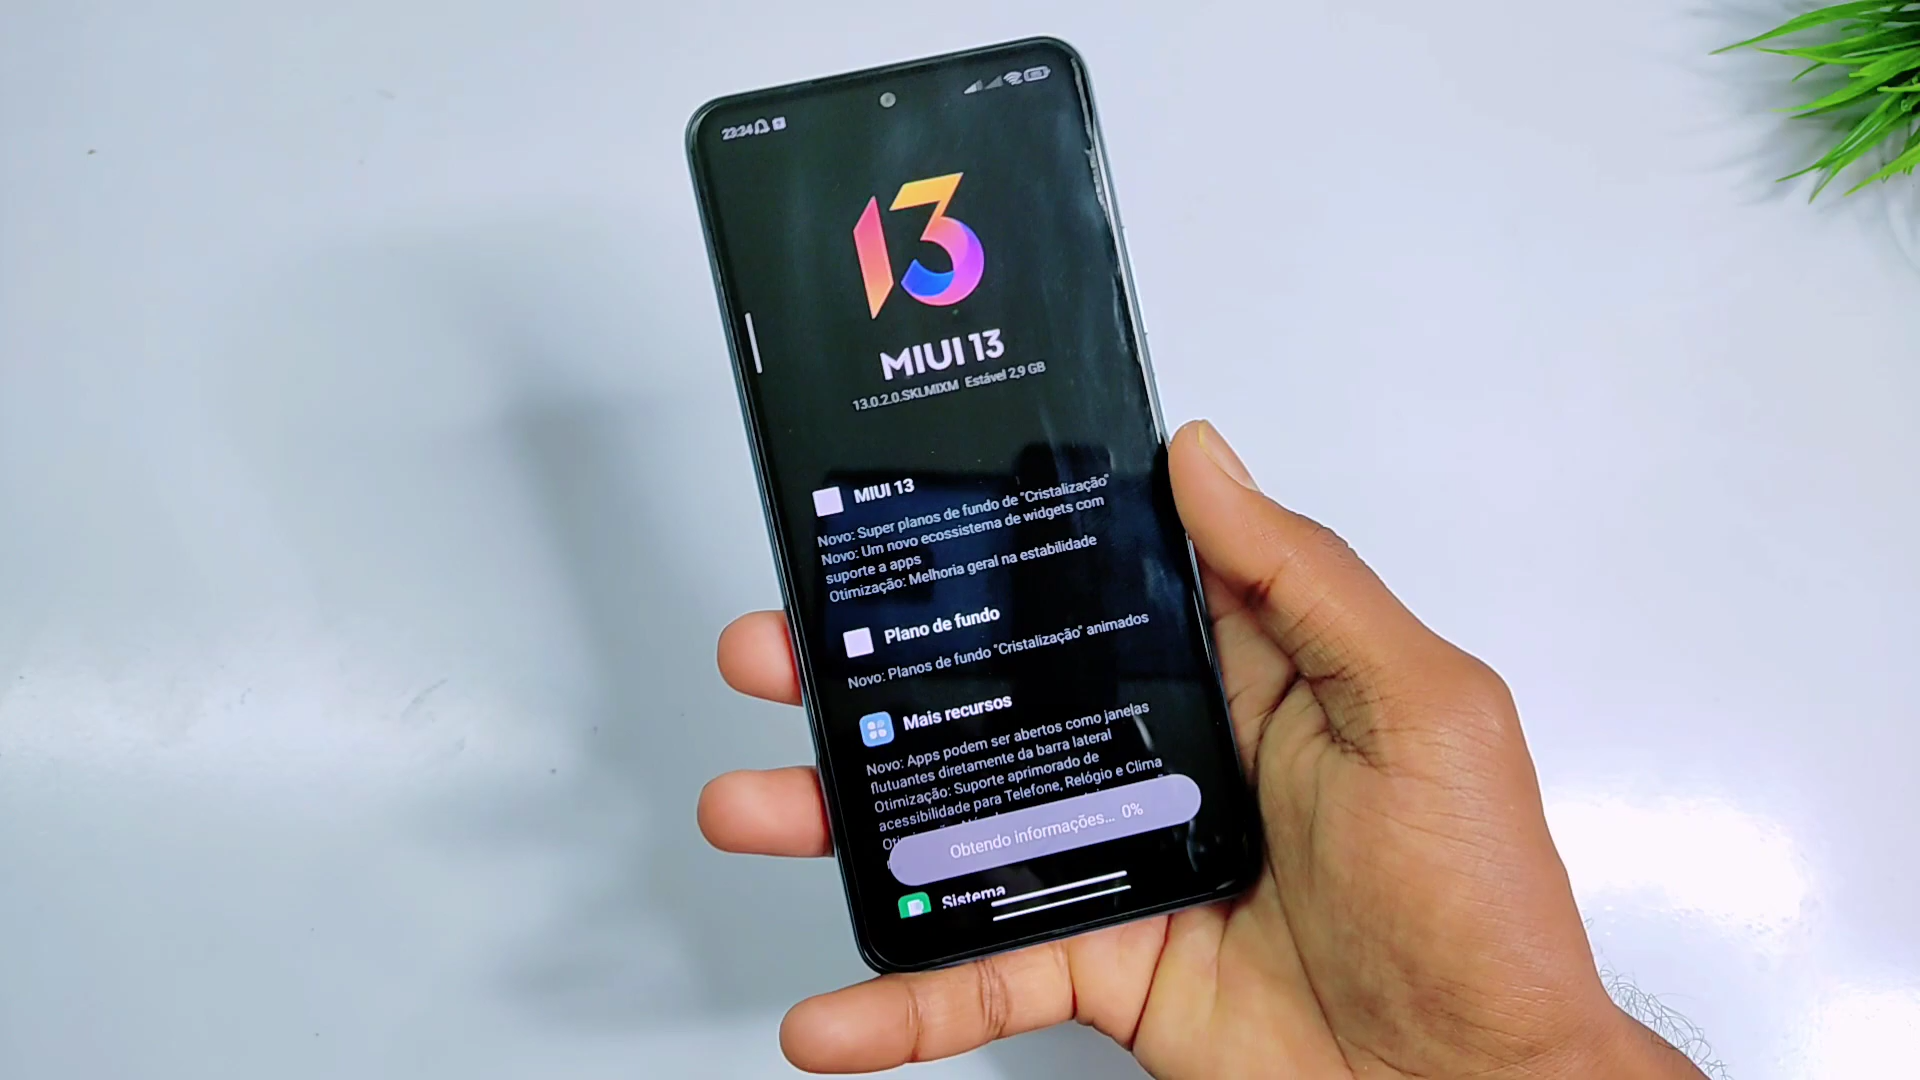 23:34
13
MIUI 13
13.0.2.0.SKLMIXM Estável 2,9 GB
MIUI 13
Novo: Super planos de fundo de "Cristalização"
Novo: Um novo ecossistema de widgets com
suporte a apps
Otimização: Melhoria geral na estabilidade
Plano de fundo
Novo: Planos de fundo "Cristalização" animados
Mais recursos
Novo: Apps podem ser abertos como janelas
flutuantes diretamente da barra lateral
Otimização: Suporte aprimorado de
acessibilidade para Telefone, Relógio e Clima
Obtendo informações... 0%
Sistema